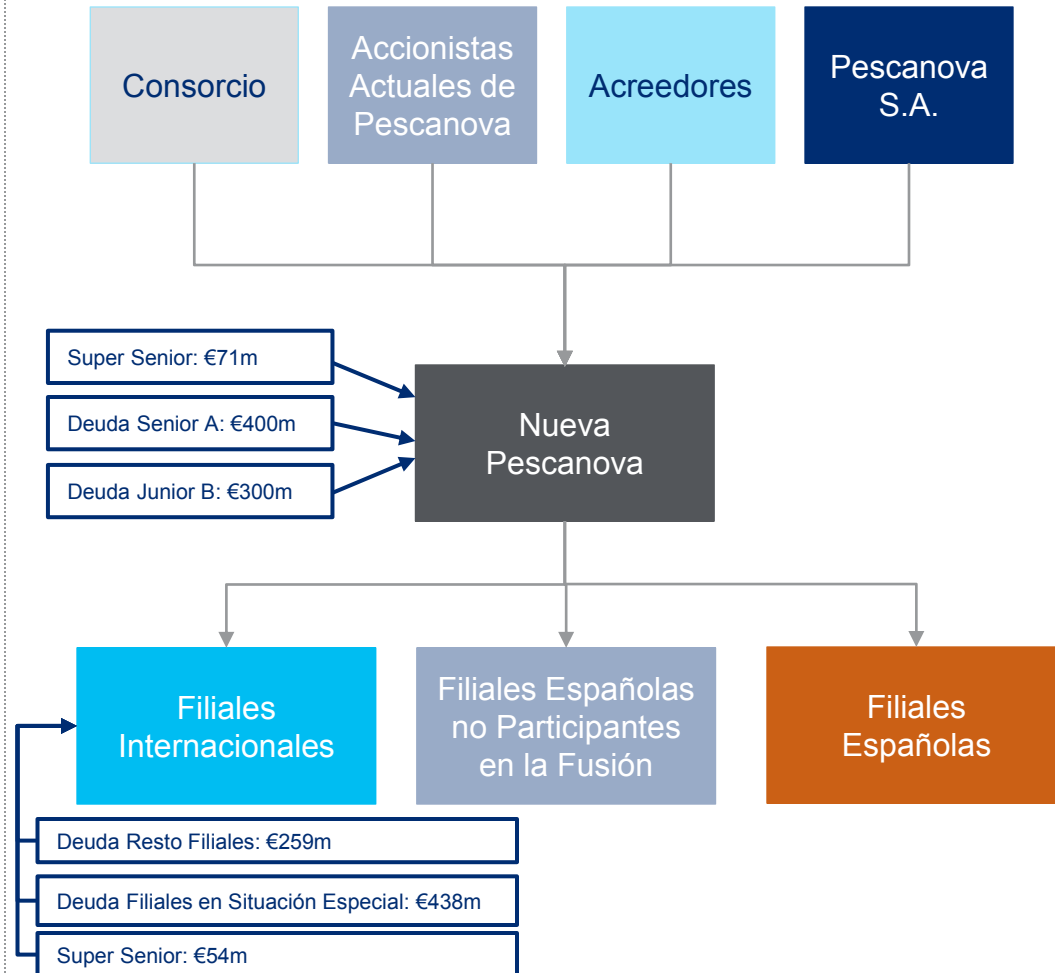 Consorcio
Accionistas
Actuales de
Pescanova
Acreedores
Pescanova
S.A.
Super Senior: €71m
Deuda Senior A: €400m
Deuda Junior B: €300m
Nueva
Pescanova
Filiales
Internacionales
Filiales Españolas
no Participantes
en la Fusión
Filiales
Españolas
Deuda Resto Filiales: €259m
Deuda Filiales en Situación Especial: €438m
Super Senior: €54m